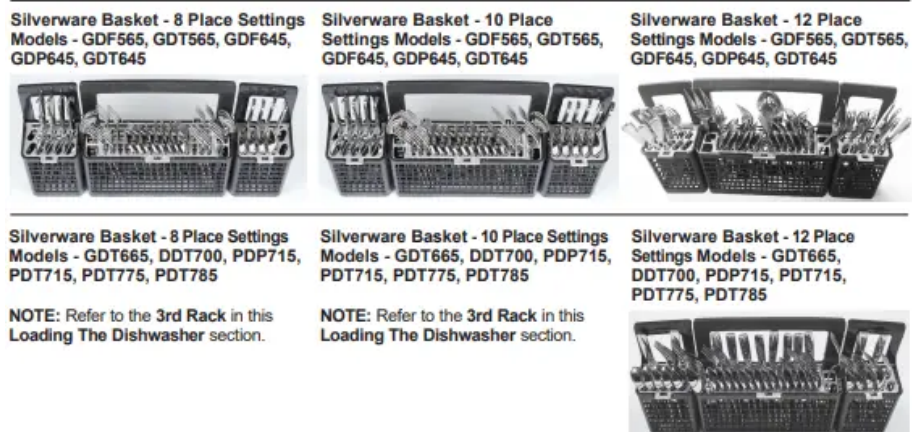 Silverware Basket - 8 Place Settings
Models - GDF565, GDT565, GDF645,
GDP645, GDT645
Silverware Basket - 10 Place
Settings Models - GDF565, GDT565,
GDF645, GDP645, GDT645
Silverware Basket - 12 Place
Settings Models - GDF565, GDT565,
GDF645, GDP645, GDT645
Silverware Basket - 8 Place Settings
Models - GDT665, DDT700, PDP715,
PDT715, PDT775, PDT785
NOTE: Refer to the 3rd Rack in this
Loading The Dishwasher section.
Silverware Basket - 10 Place Settings
Models - GDT665, DDT700, PDP715,
PDT715, PDT775, PDT785
NOTE: Refer to the 3rd Rack in this
Loading The Dishwasher section.
Silverware Basket - 12 Place
Settings Models - GDT665,
DDT700, PDP715, PDT715,
PDT775, PDT785